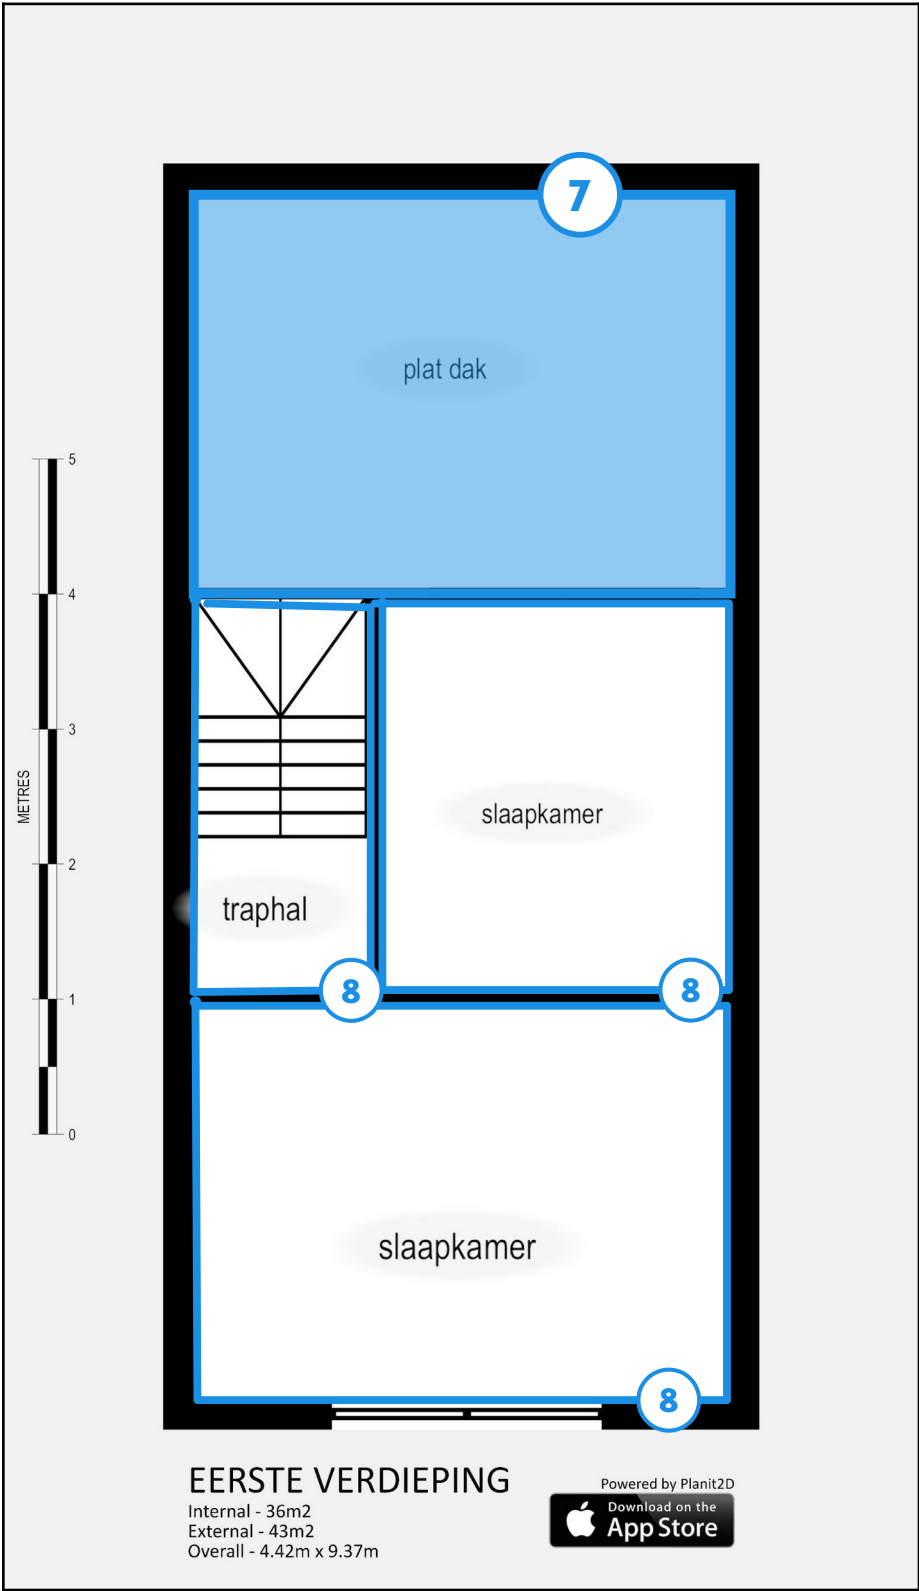 7
plat dak
5
4
3
2
1
0
METRES
slaapkamer
traphal
8
8
slaapkamer
8
EERSTE VERDIEPING
Internal - 36m2
External - 43m2
Overall - 4.42m x 9.37m
Powered by Planit2D
Download on the
App Store